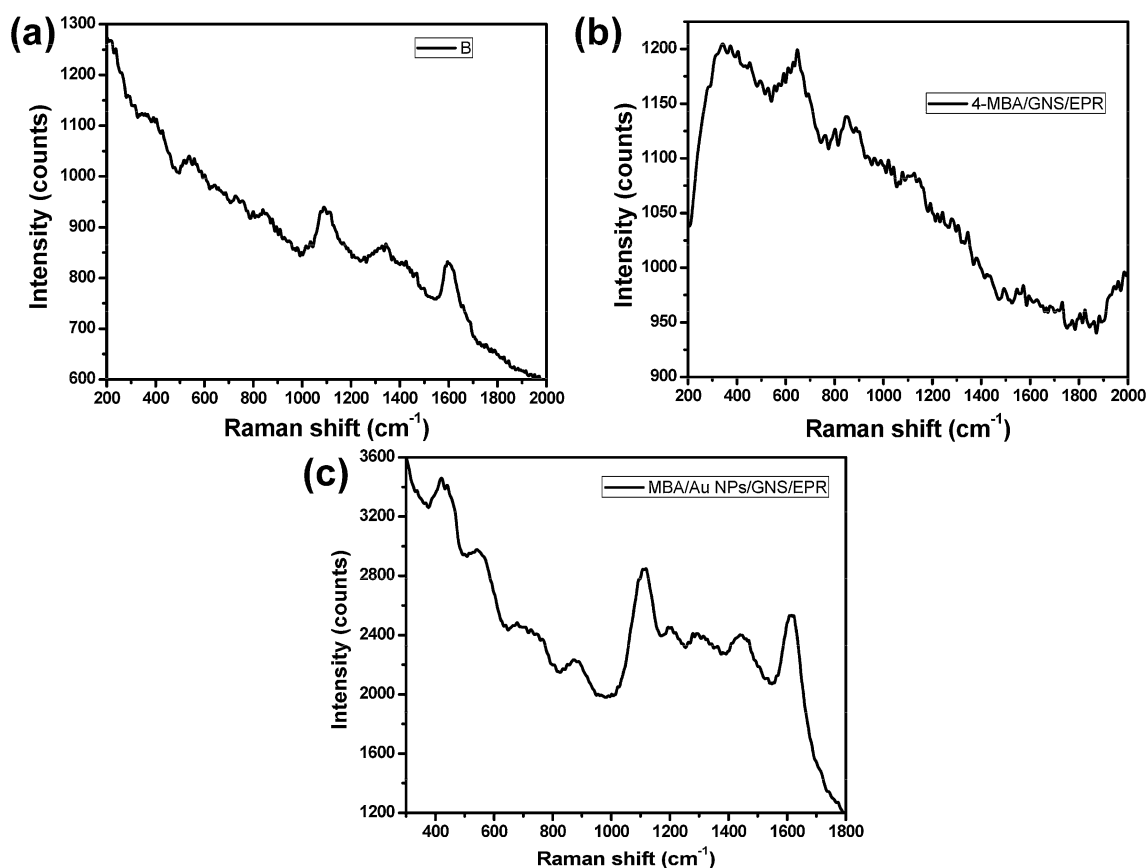 (a)
B
1300
1200
1100
1000
900
800
700
600
Intensity (counts)
200 400 600 800 1000 1200 1400 1600 1800 2000
Raman shift (cm⁻¹)
(b)
4-MBA/GNS/EPR
1200
1150
1100
1050
1000
950
900
Intensity (counts)
200 400 600 800 1000 1200 1400 1600 1800 2000
Raman shift (cm⁻¹)
(c)
MBA/Au NPs/GNS/EPR
3600
3200
2800
2400
2000
1600
1200
Intensity (counts)
400 600 800 1000 1200 1400 1600 1800
Raman shift (cm⁻¹)